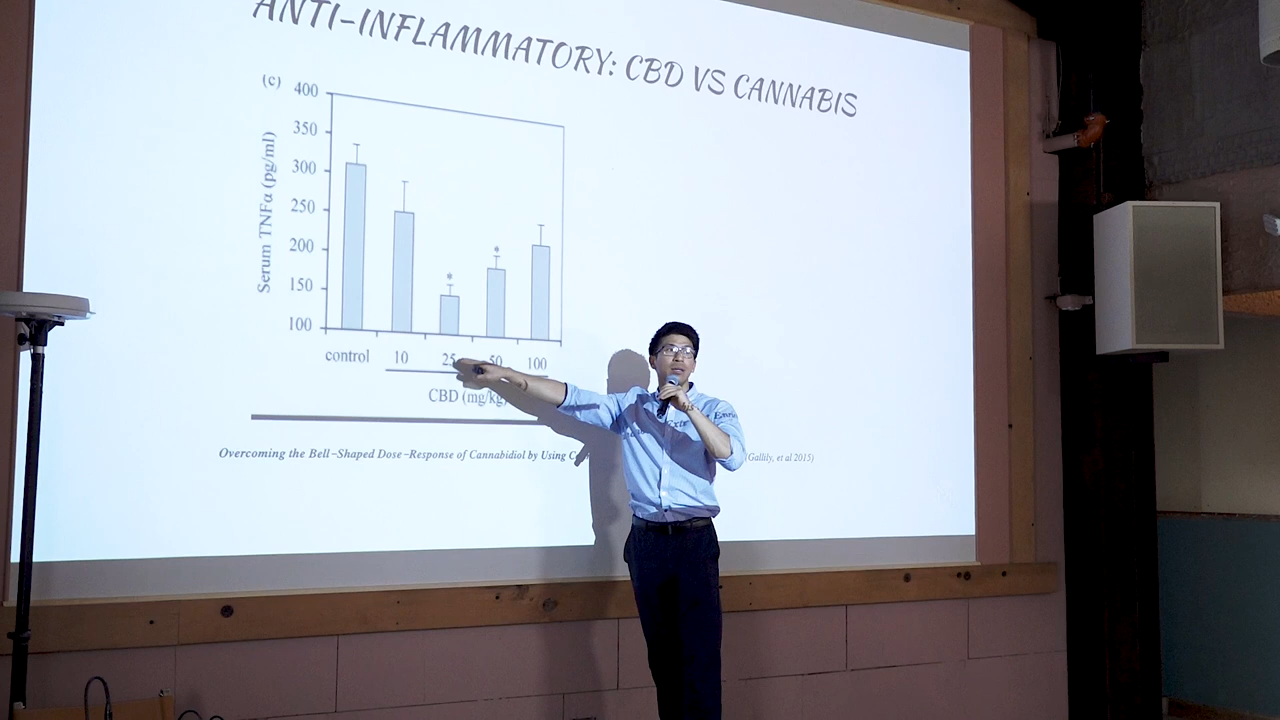 ANTI-INFLAMMATORY: CBD VS CANNABIS
(c)
400
350
300
250
200
150
100
Serum TNFα (pg/ml)
*
*
control 10 25 50 100
CBD (mg/kg)
Overcoming the Bell-Shaped Dose-Response of Cannabidiol by Using (Gallily, et al 2015)